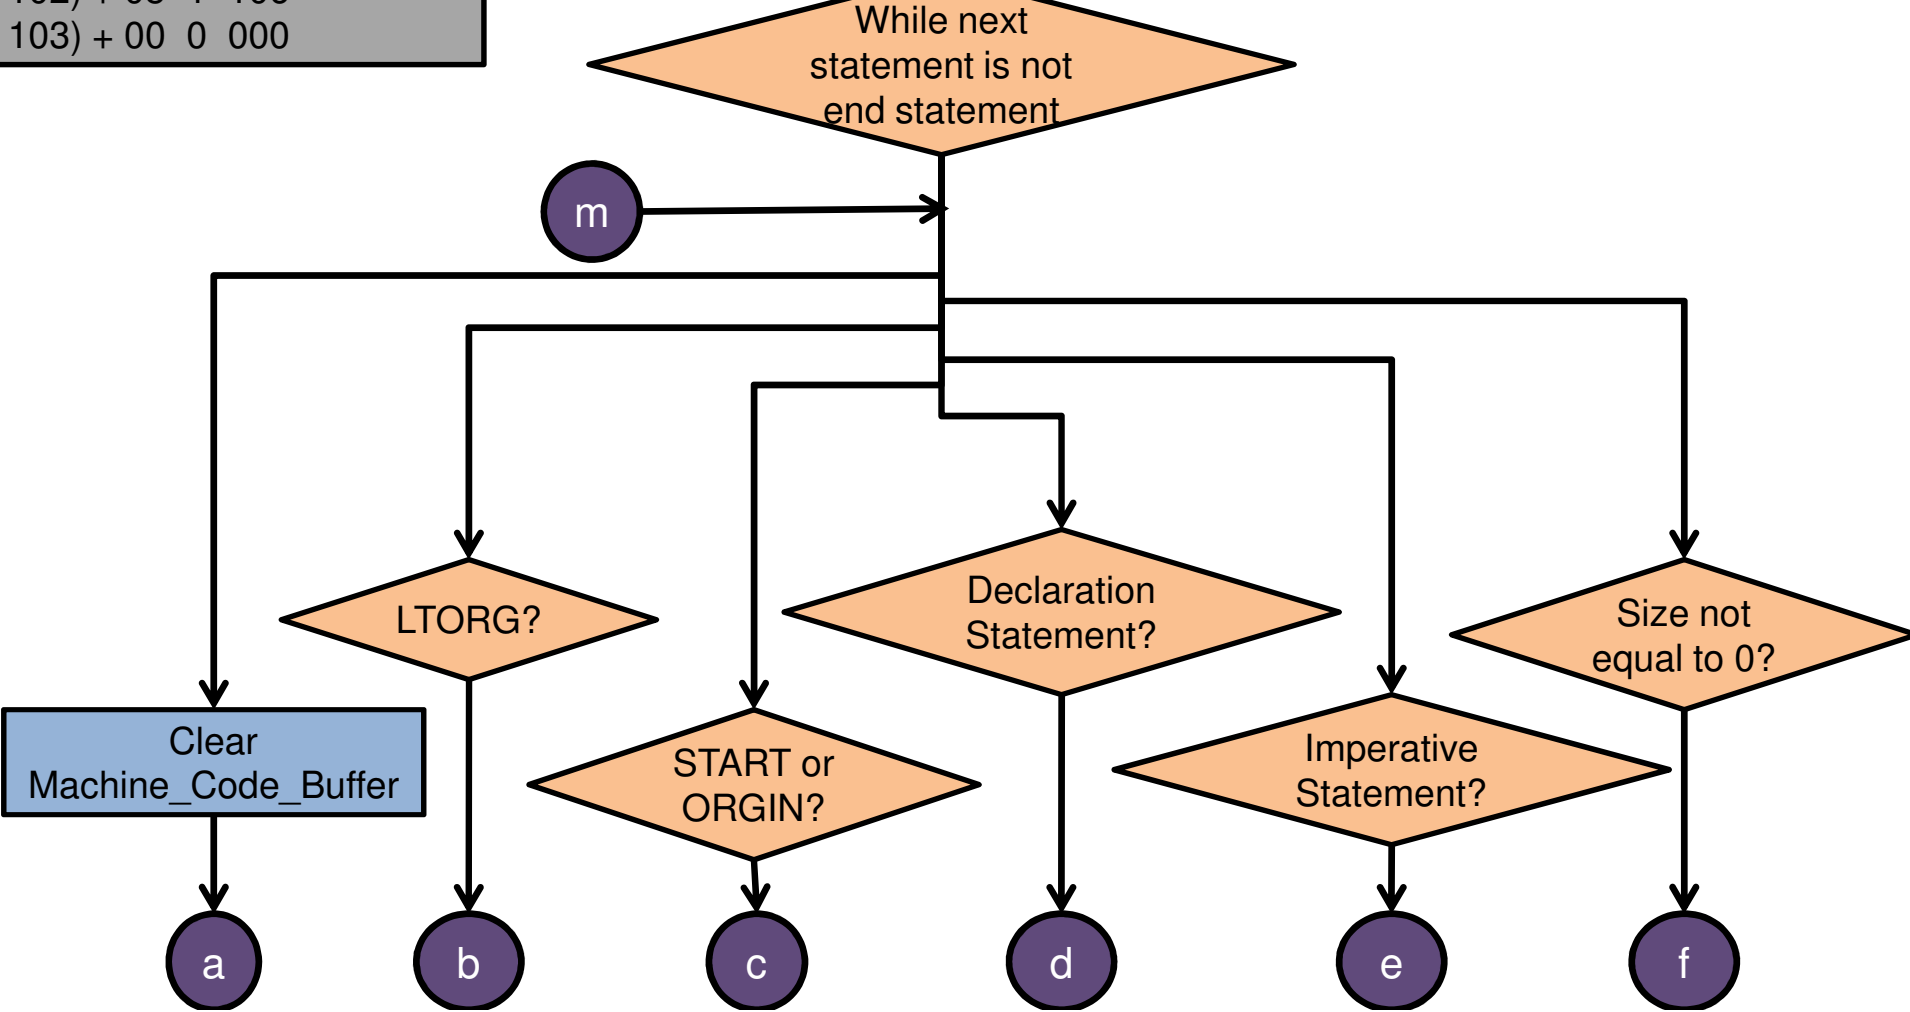 103) + 00 0 000
While next
statement is not
end statement
m
LTORG?
Declaration
Statement?
Size not
equal to 0?
Clear
Machine_Code_Buffer
START or
ORGIN?
Imperative
Statement?
a
b
c
d
e
f